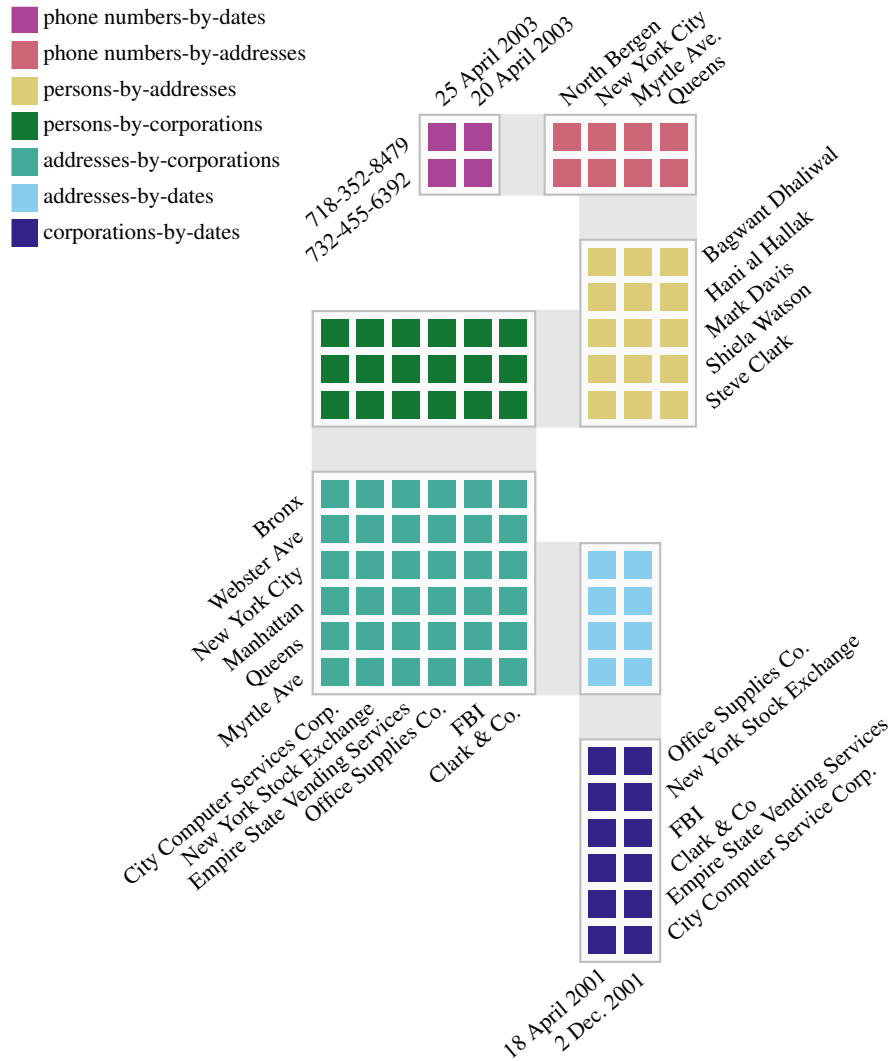 phone numbers-by-dates
phone numbers-by-addresses
persons-by-addresses
persons-by-corporations
addresses-by-corporations
addresses-by-dates
corporations-by-dates
25 April 2003
20 April 2003
North Bergen
New York City
Myrtle Ave.
Queens
718-352-8479
732-455-6392
Bagwant Dhaliwal
Hani al Hallak
Mark Davis
Shiela Watson
Steve Clark
Bronx
Webster Ave
New York City
Manhattan
Queens
Myrtle Ave
City Computer Services Corp.
New York Stock Exchange
Empire State Vending Services
Office Supplies Co.
FBI
Clark & Co.
Office Supplies Co.
New York Stock Exchange
FBI
Clark & Co
Empire State Vending Services
City Computer Service Corp.
18 April 2001
2 Dec. 2001